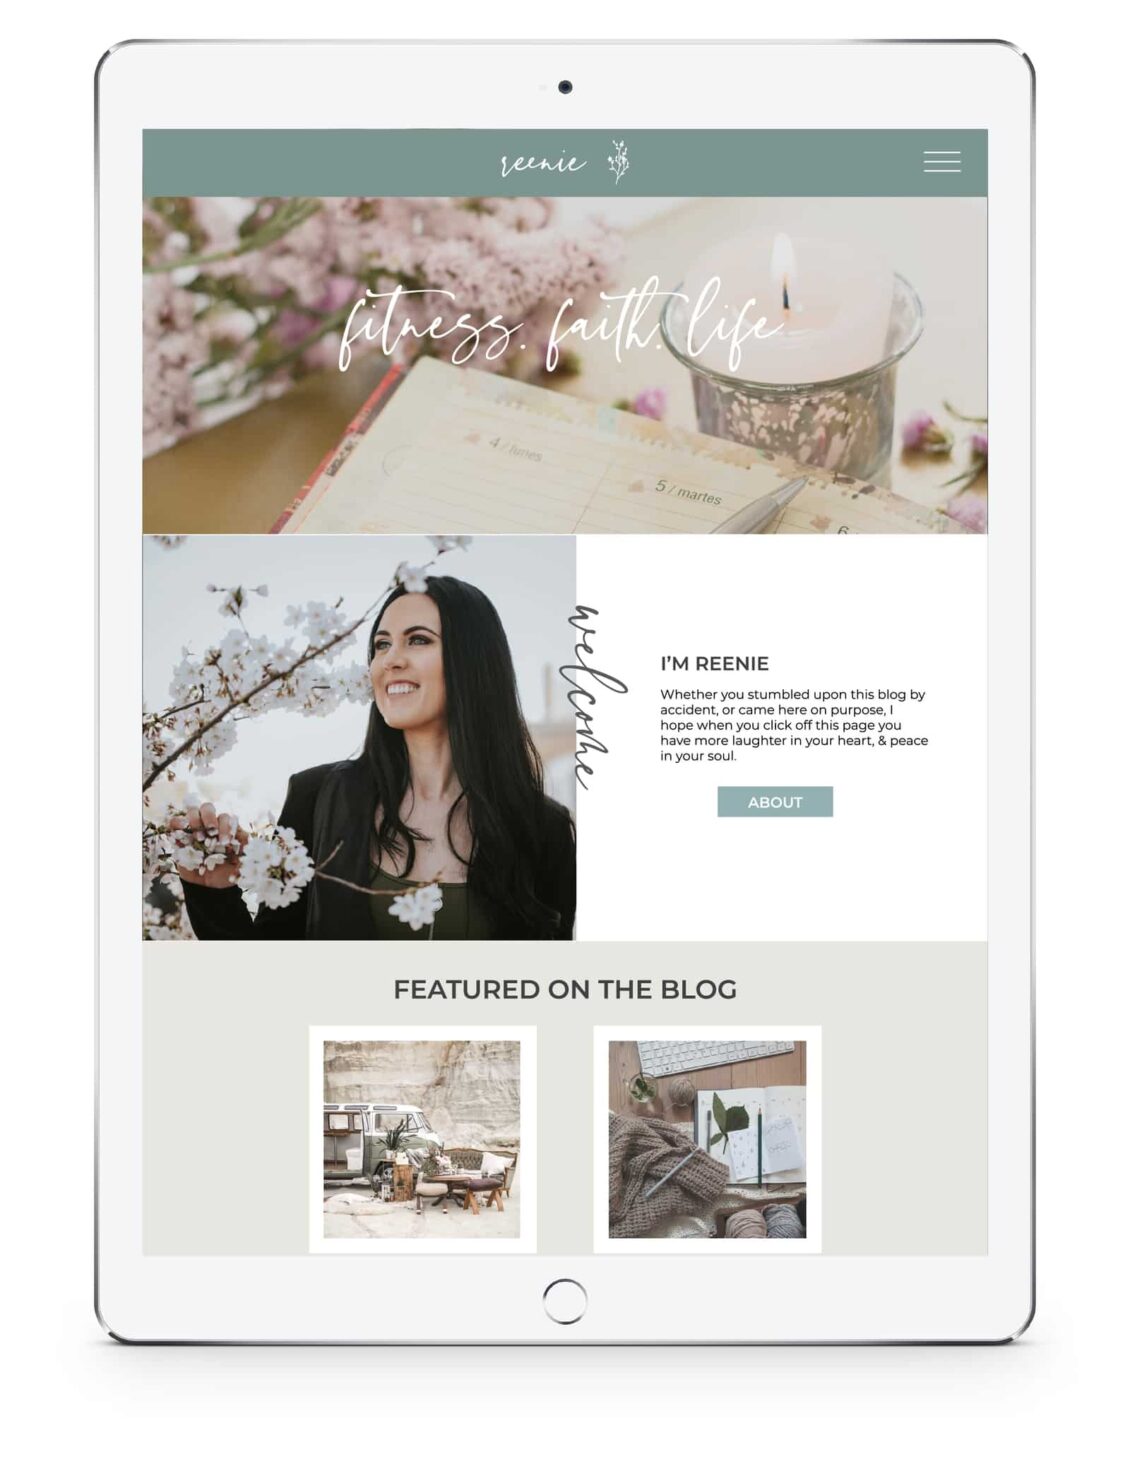 reenie
fitness. faith. life
4 / lunes
5 / martes
6
welcome
I'M REENIE
Whether you stumbled upon this blog by
accident, or came here on purpose, I
hope when you click off this page you
have more laughter in your heart, & peace
in your soul.
ABOUT
FEATURED ON THE BLOG